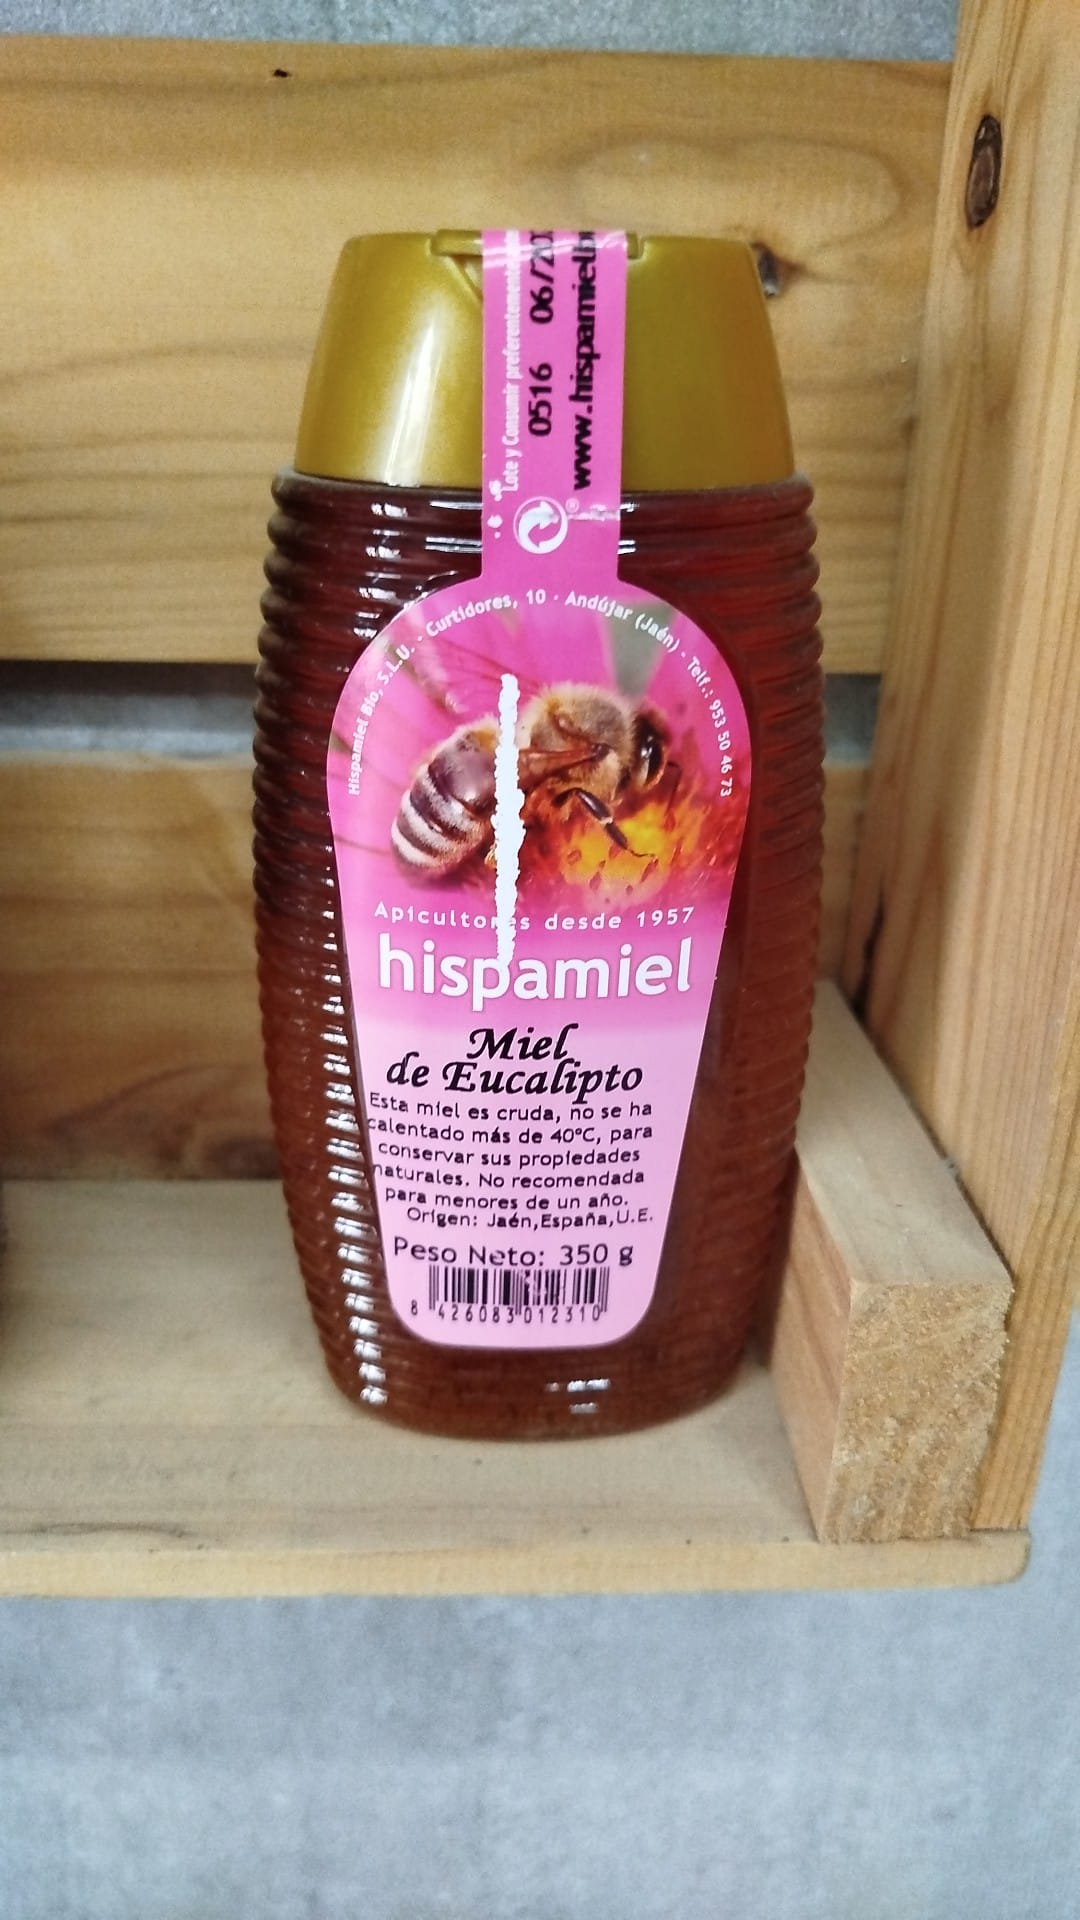 Lote y Consumir preferentemente
0516 06/20
www.hispamielb
Hispamiel Bio, S.L.U. - Curtidores, 10 · Andújar (Jaén) - Telf.: 953 50 46 73
Apicultores desde 1957
hispamiel
Miel
de Eucalipto
Esta miel es cruda, no se ha
calentado más de 40ºC, para
conservar sus propiedades
naturales. No recomendada
para menores de un año.
Origen: Jaén,España,U.E.
Peso Neto: 350 g
8 426083 012310